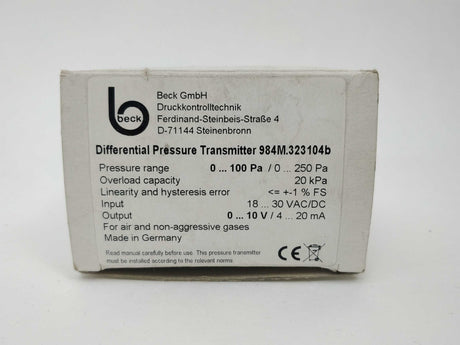 beck
Beck GmbH
Druckkontrolltechnik
Ferdinand-Steinbeis-Straße 4
D-71144 Steinenbronn
Differential Pressure Transmitter 984M.323104b
Pressure range 0 ... 100 Pa / 0 ... 250 Pa
Overload capacity 20 kPa
Linearity and hysteresis error <= +-1 % FS
Input 18 ... 30 VAC/DC
Output 0 ... 10 V / 4 ... 20 mA
For air and non-aggressive gases
Made in Germany
Read manual carefully before use. This pressure transmitter
must be installed according to the relevant norms.
CE